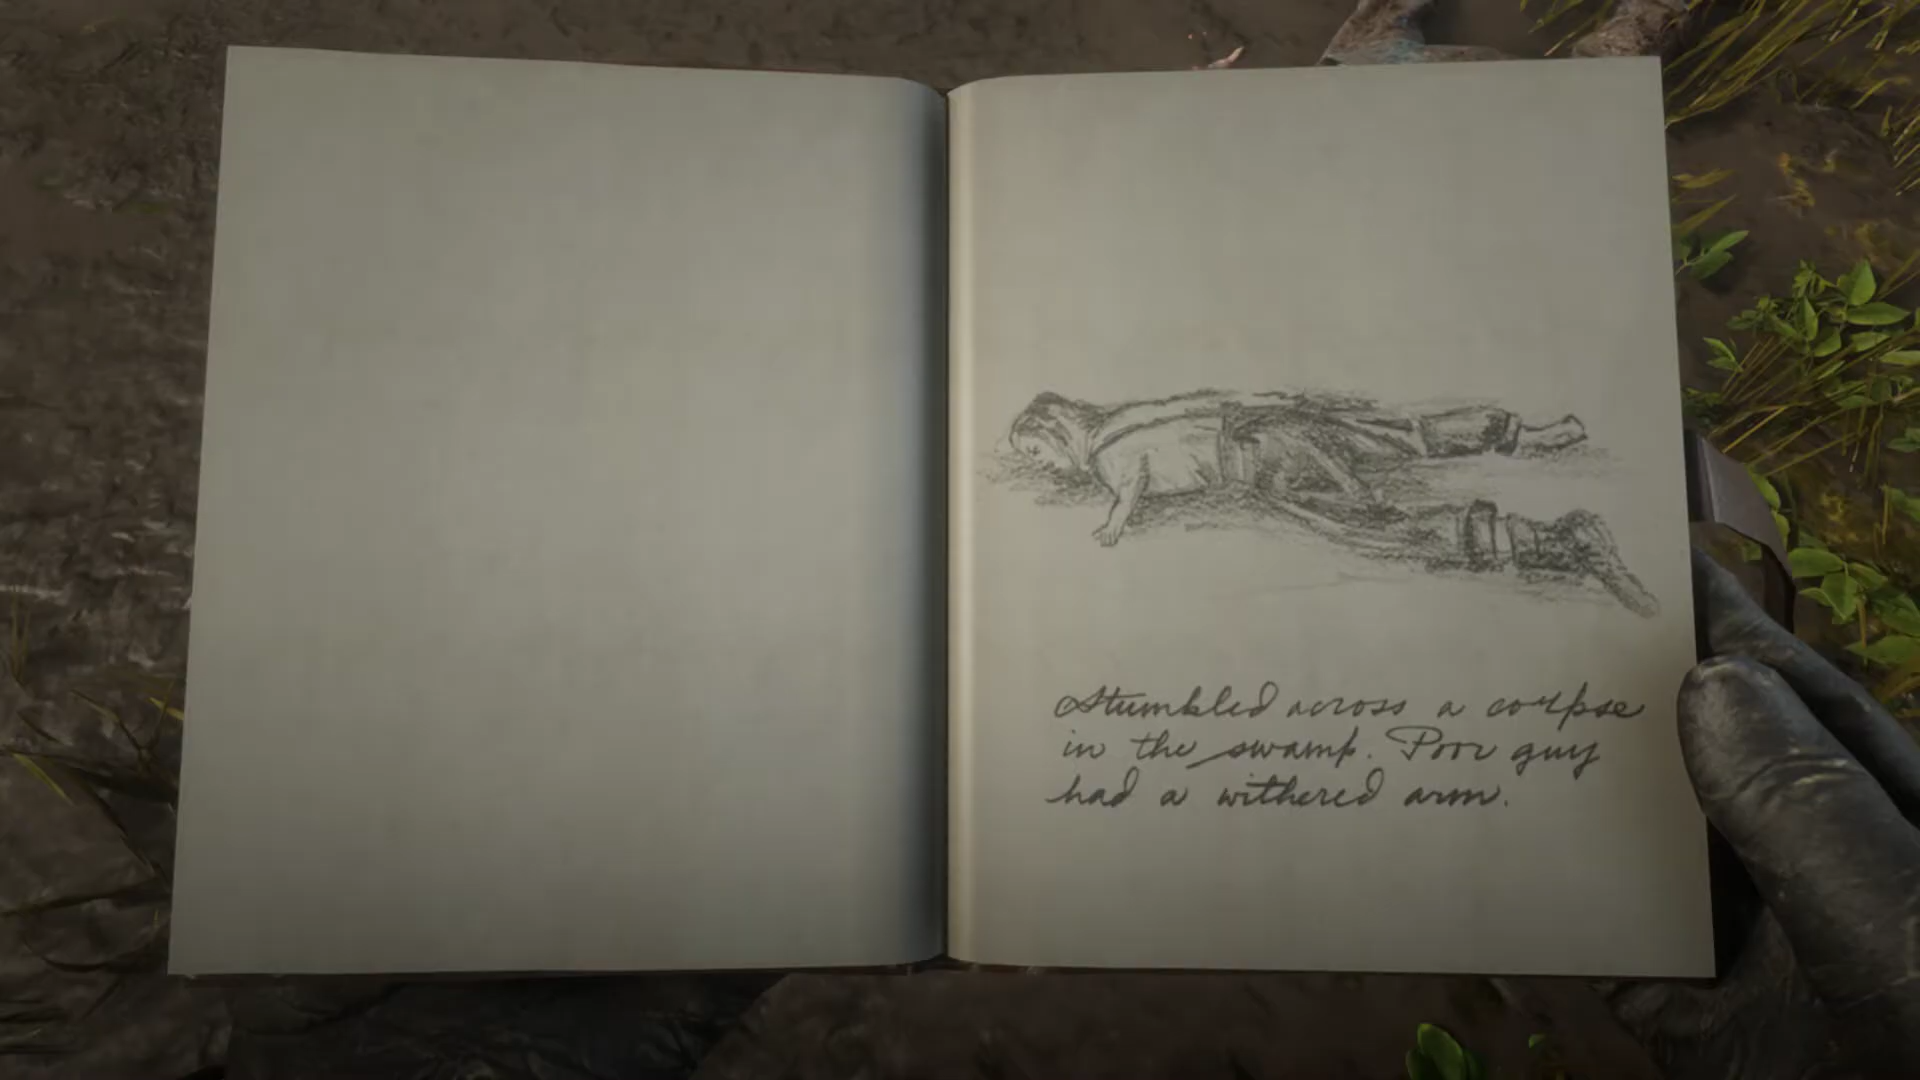 Stumbled across a corpse
in the swamp. Poor guy
had a withered arm.